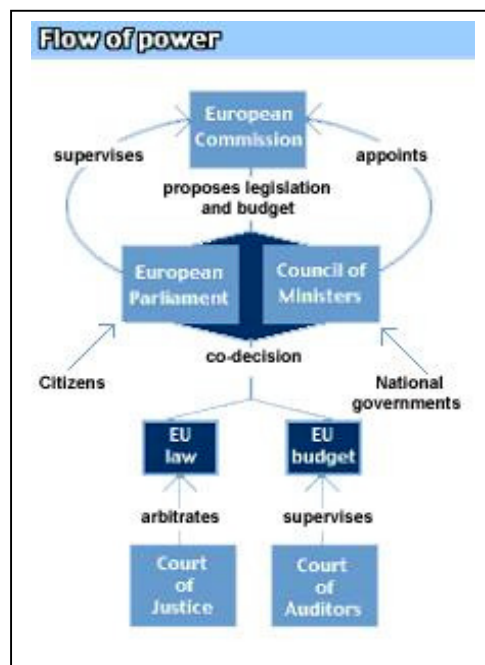 Flow of power
European
Commission
supervises
appoints
proposes legislation
and budget
European
Parliament
Council of
Ministers
co-decision
Citizens
National
governments
EU
law
EU
budget
arbitrates
supervises
Court
of
Justice
Court
of
Auditors